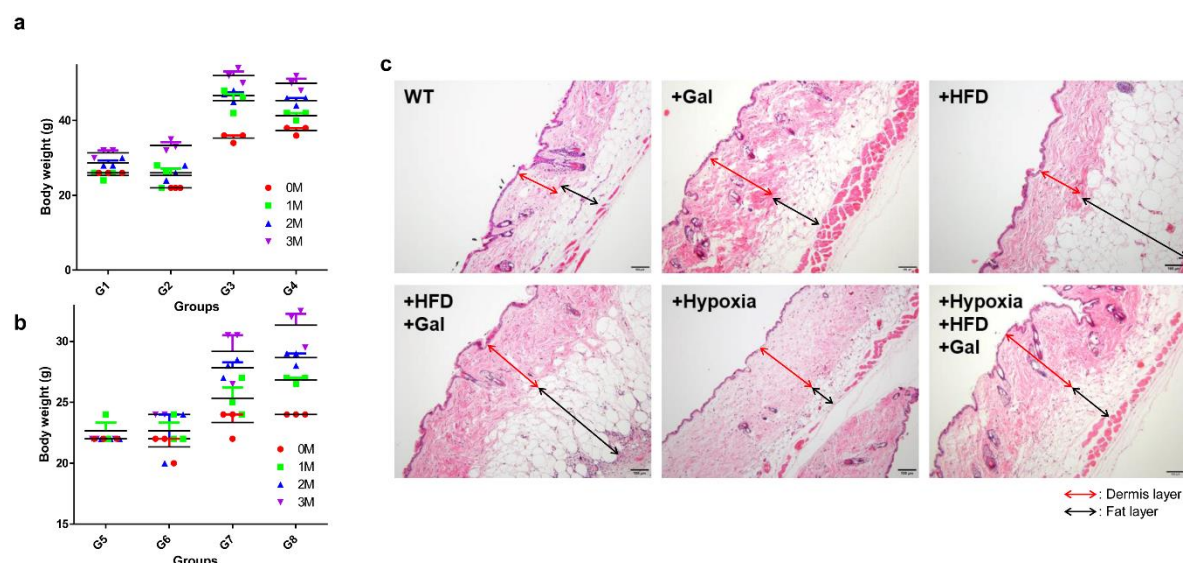 a
Body weight (g)
40
20
0
0M
1M
2M
3M
G1
G2
G3
G4
Groups
b
Body weight (g)
30
25
20
15
0M
1M
2M
3M
G5
G6
G7
G8
Groups
c
WT
+Gal
+HFD
+HFD
+Gal
+Hypoxia
+Hypoxia
+HFD
+Gal
: Dermis layer
: Fat layer